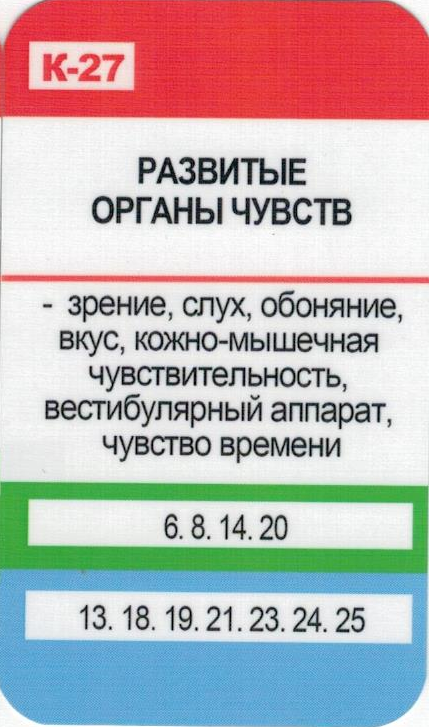 К-27
РАЗВИТЫЕ
ОРГАНЫ ЧУВСТВ
- зрение, слух, обоняние,
вкус, кожно-мышечная
чувствительность,
вестибулярный аппарат,
чувство времени
6. 8. 14. 20
13. 18. 19. 21. 23. 24. 25